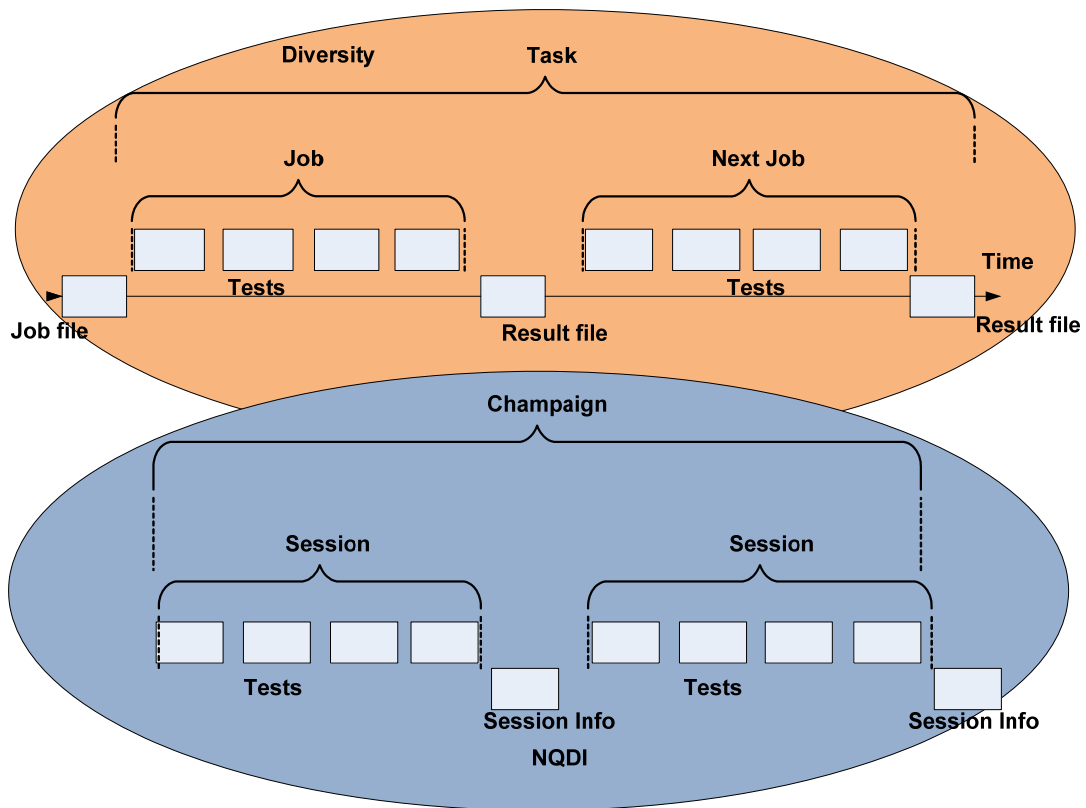 Diversity
Task
Job
Next Job
Tests
Tests
Time
Job file
Result file
Result file
Champaign
Session
Session
Tests
Tests
Session Info
Session Info
NQDI